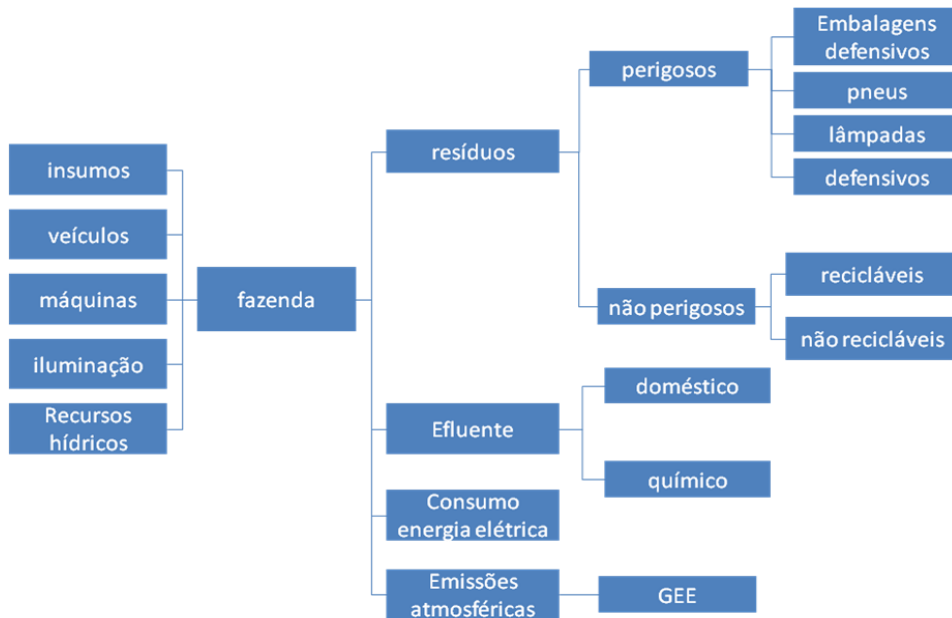 insumos
veículos
máquinas
iluminação
Recursos
hídricos
fazenda
resíduos
perigosos
Embalagens
defensivos
pneus
lâmpadas
defensivos
não perigosos
recicláveis
não recicláveis
Efluente
doméstico
químico
Consumo
energia elétrica
Emissões
atmosféricas
GEE